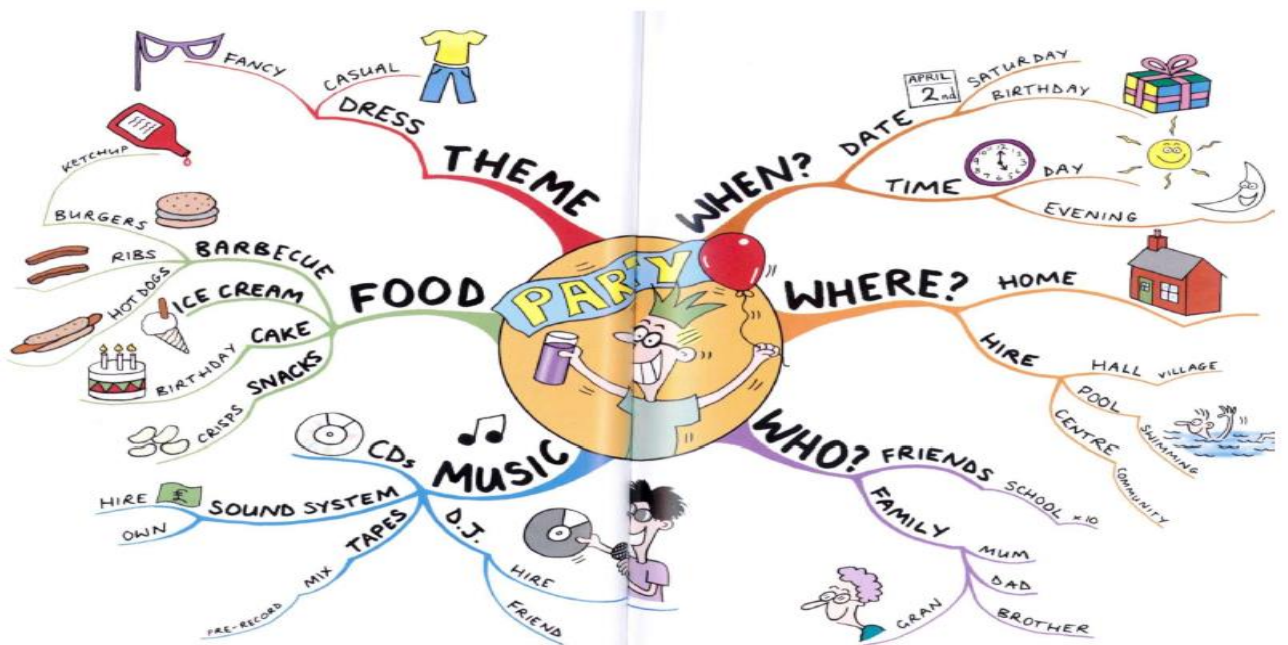 PARTY
THEME
DRESS
FANCY
CASUAL
WHEN?
DATE
APRIL
2nd
SATURDAY
BIRTHDAY
TIME
DAY
EVENING
WHERE?
HOME
HIRE
HALL VILLAGE
POOL SWIMMING
CENTRE COMMUNITY
WHO?
FRIENDS
SCHOOL x10
FAMILY
MUM
DAD
BROTHER
GRAN
MUSIC
CDs
SOUND SYSTEM
HIRE £
OWN
TAPES
MIX
PRE-RECORD
D.J.
HIRE
FRIEND
FOOD
BARBECUE
KETCHUP
BURGERS
RIBS
HOT DOGS
ICE CREAM
CAKE
BIRTHDAY
SNACKS
CRISPS